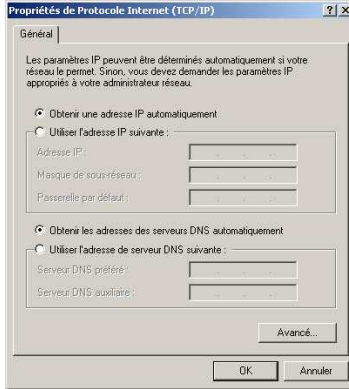 Propriétés de Protocole Internet (TCP/IP)
Général
Les paramètres IP peuvent être déterminés automatiquement si votre
réseau le permet. Sinon, vous devez demander les paramètres IP
appropriés à votre administrateur réseau.
Obtenir une adresse IP automatiquement
Utiliser l'adresse IP suivante :
Adresse IP :
Masque de sous-réseau :
Passerelle par défaut :
Obtenir les adresses des serveurs DNS automatiquement
Utiliser l'adresse de serveur DNS suivante :
Serveur DNS préféré :
Serveur DNS auxiliaire :
Avancé...
OK Annuler